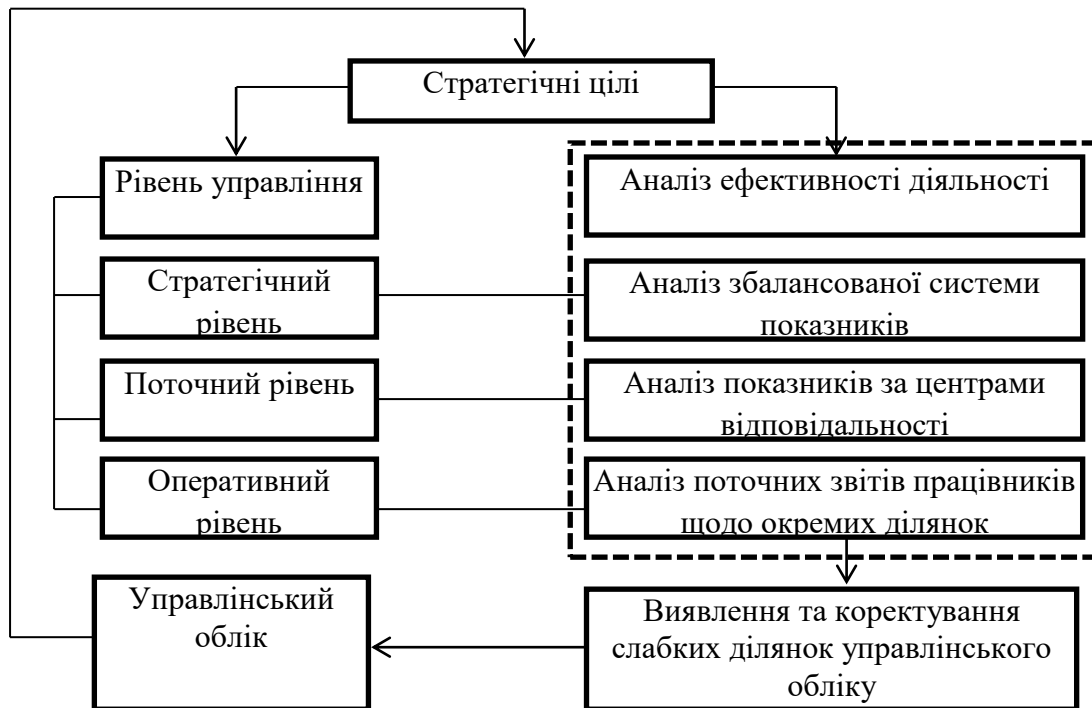 Стратегічні цілі
Рівень управління
Аналіз ефективності діяльності
Стратегічний
рівень
Аналіз збалансованої системи
показників
Поточний рівень
Аналіз показників за центрами
відповідальності
Оперативний
рівень
Аналіз поточних звітів працівників
щодо окремих ділянок
Управлінський
облік
Виявлення та коректування
слабких ділянок управлінського
обліку